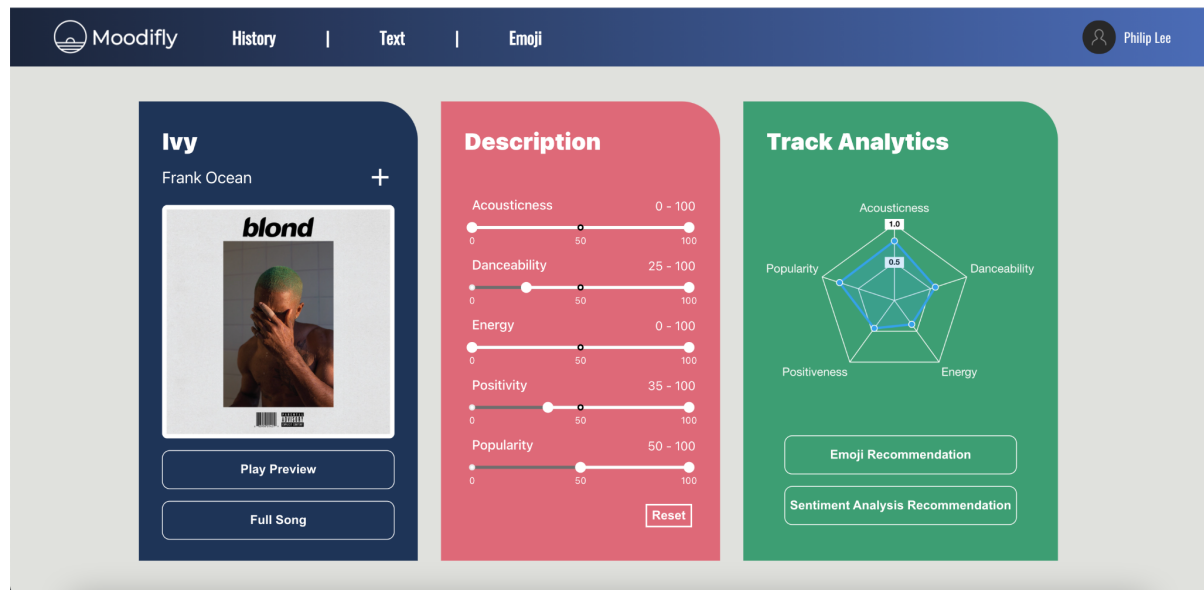 Moodifly
History | Text | Emoji
Philip Lee
Ivy
Frank Ocean
+
blond
Play Preview
Full Song
Description
Acousticness 0 - 100
0 50 100
Danceability 25 - 100
0 50 100
Energy 0 - 100
0 50 100
Positivity 35 - 100
0 50 100
Popularity 50 - 100
0 50 100
Reset
Track Analytics
Acousticness
1.0
0.5
Popularity
Danceability
Positiveness
Energy
Emoji Recommendation
Sentiment Analysis Recommendation